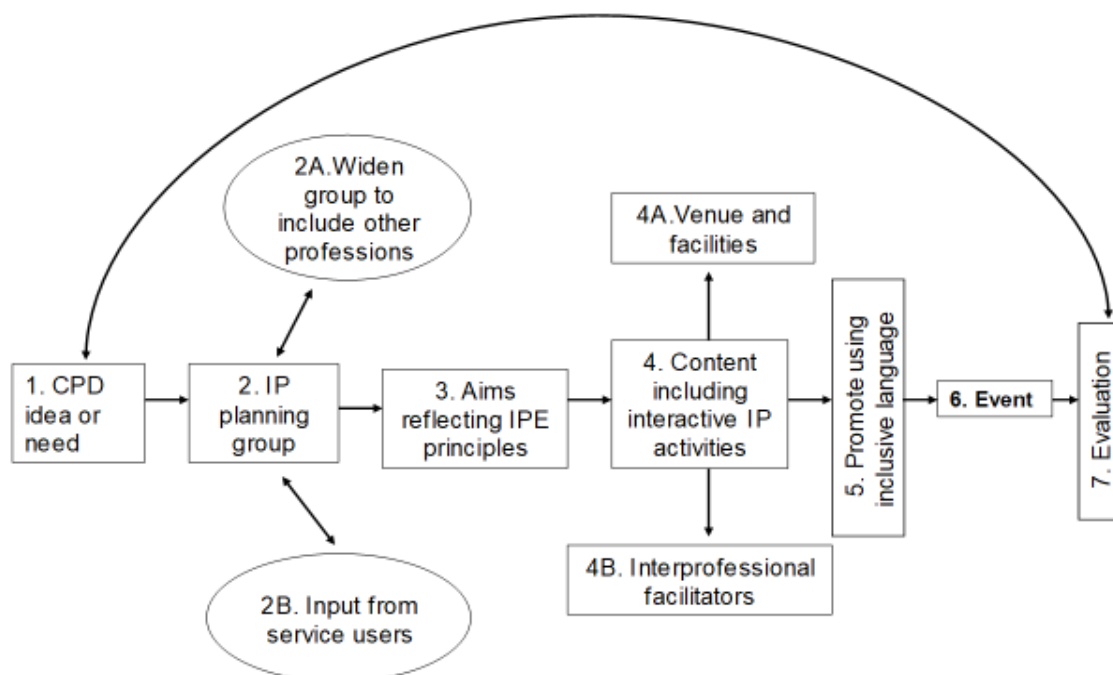 2A.Widen
group to
include other
professions
4A.Venue and
facilities
1. CPD
idea or
need
2. IP
planning
group
3. Aims
reflecting IPE
principles
4. Content
including
interactive IP
activities
5. Promote using
inclusive language
6. Event
7. Evaluation
2B. Input from
service users
4B. Interprofessional
facilitators